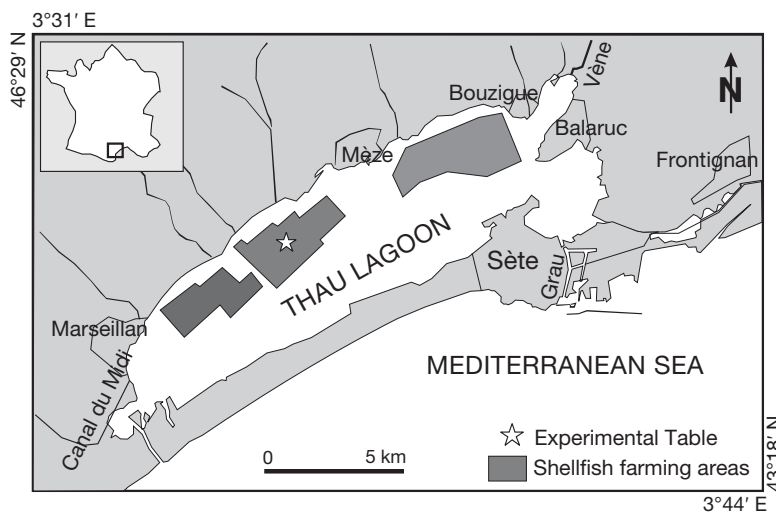 3°31′ E
46°29′ N
Bouzigue
Vène
N
Balaruc
Mèze
Frontignan
THAU LAGOON
Sète
Grau
Marseillan
MEDITERRANEAN SEA
Canal du Midi
Experimental Table
0 5 km
Shellfish farming areas
43°18′ N
3°44′ E